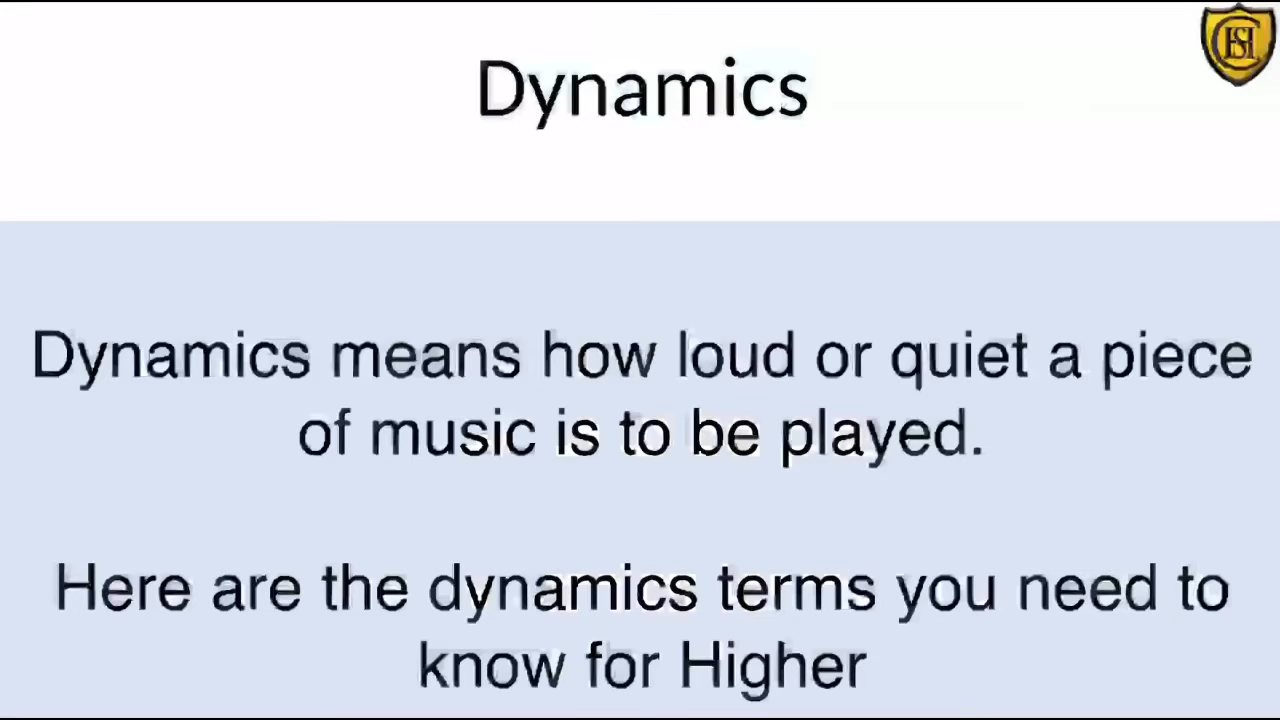 Dynamics
Dynamics means how loud or quiet a piece
of music is to be played.
Here are the dynamics terms you need to
know for Higher